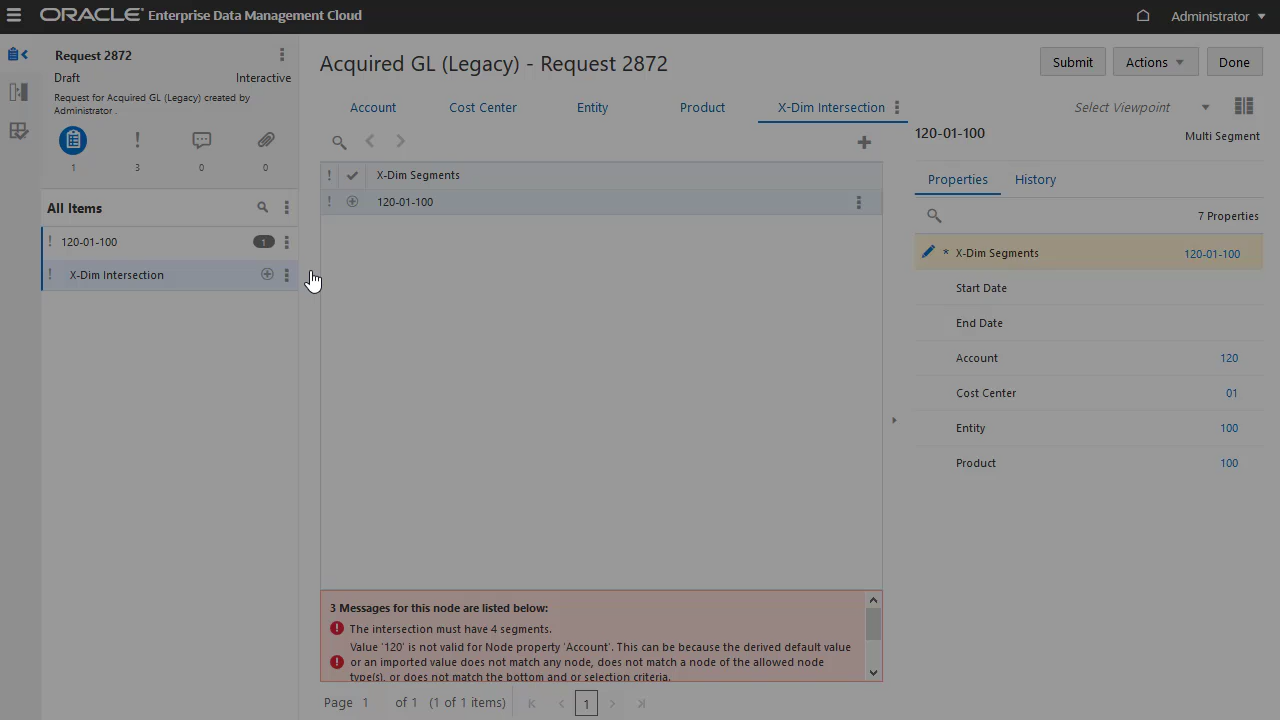 ORACLE Enterprise Data Management Cloud
Administrator
Request 2872
Draft
Interactive
Request for Acquired GL (Legacy) created by
Administrator .
1
3
0
0
All Items
120-01-100
1
X-Dim Intersection
Acquired GL (Legacy) - Request 2872
Submit
Actions
Done
Account
Cost Center
Entity
Product
X-Dim Intersection
Select Viewpoint
X-Dim Segments
120-01-100
3 Messages for this node are listed below:
The intersection must have 4 segments.
Value '120' is not valid for Node property 'Account'. This can be because the derived default value
or an imported value does not match any node, does not match a node of the allowed node
type(s), or does not match the bottom and or selection criteria.
Page 1 of 1 (1 of 1 items) 1
120-01-100
Multi Segment
Properties
History
7 Properties
* X-Dim Segments 120-01-100
Start Date
End Date
Account 120
Cost Center 01
Entity 100
Product 100